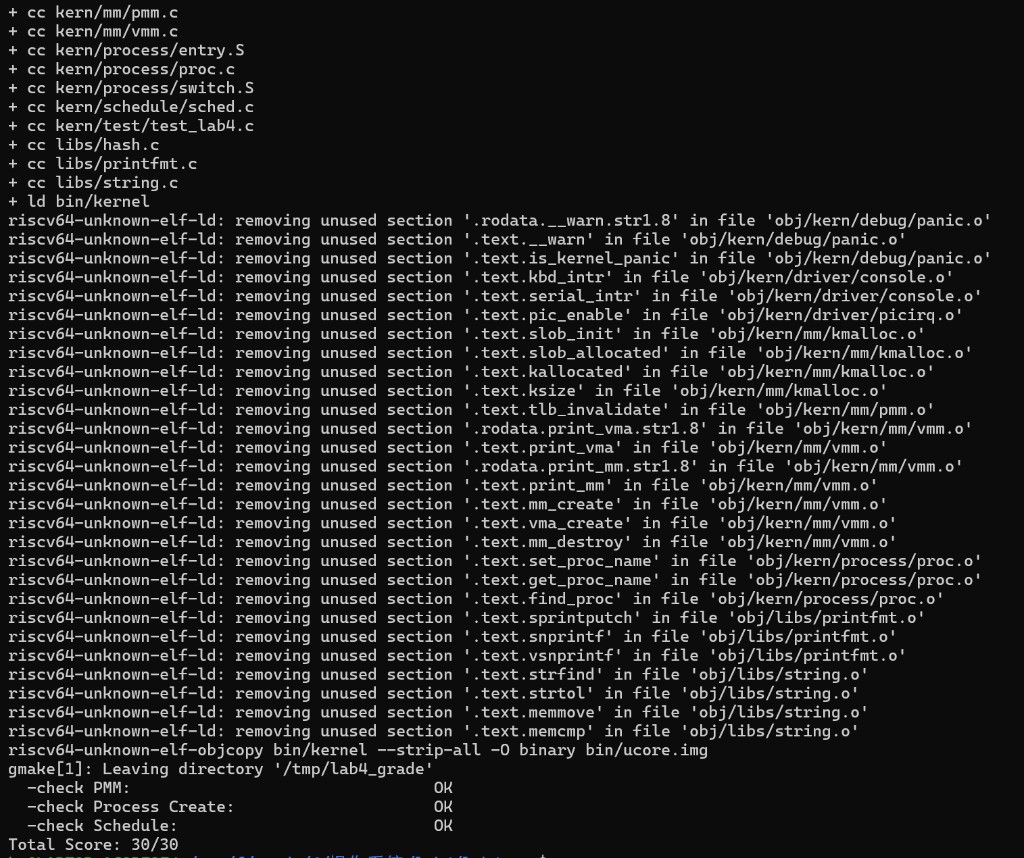 + cc kern/mm/pmm.c
+ cc kern/mm/vmm.c
+ cc kern/process/entry.S
+ cc kern/process/proc.c
+ cc kern/process/switch.S
+ cc kern/schedule/sched.c
+ cc kern/test/test_lab4.c
+ cc libs/hash.c
+ cc libs/printfmt.c
+ cc libs/string.c
+ ld bin/kernel
riscv64-unknown-elf-ld: removing unused section '.rodata.__warn.str1.8' in file 'obj/kern/debug/panic.o'
riscv64-unknown-elf-ld: removing unused section '.text.__warn' in file 'obj/kern/debug/panic.o'
riscv64-unknown-elf-ld: removing unused section '.text.is_kernel_panic' in file 'obj/kern/debug/panic.o'
riscv64-unknown-elf-ld: removing unused section '.text.kbd_intr' in file 'obj/kern/driver/console.o'
riscv64-unknown-elf-ld: removing unused section '.text.serial_intr' in file 'obj/kern/driver/console.o'
riscv64-unknown-elf-ld: removing unused section '.text.pic_enable' in file 'obj/kern/driver/picirq.o'
riscv64-unknown-elf-ld: removing unused section '.text.slob_init' in file 'obj/kern/mm/kmalloc.o'
riscv64-unknown-elf-ld: removing unused section '.text.slob_allocated' in file 'obj/kern/mm/kmalloc.o'
riscv64-unknown-elf-ld: removing unused section '.text.kallocated' in file 'obj/kern/mm/kmalloc.o'
riscv64-unknown-elf-ld: removing unused section '.text.ksize' in file 'obj/kern/mm/kmalloc.o'
riscv64-unknown-elf-ld: removing unused section '.text.tlb_invalidate' in file 'obj/kern/mm/pmm.o'
riscv64-unknown-elf-ld: removing unused section '.rodata.print_vma.str1.8' in file 'obj/kern/mm/vmm.o'
riscv64-unknown-elf-ld: removing unused section '.text.print_vma' in file 'obj/kern/mm/vmm.o'
riscv64-unknown-elf-ld: removing unused section '.rodata.print_mm.str1.8' in file 'obj/kern/mm/vmm.o'
riscv64-unknown-elf-ld: removing unused section '.text.print_mm' in file 'obj/kern/mm/vmm.o'
riscv64-unknown-elf-ld: removing unused section '.text.mm_create' in file 'obj/kern/mm/vmm.o'
riscv64-unknown-elf-ld: removing unused section '.text.vma_create' in file 'obj/kern/mm/vmm.o'
riscv64-unknown-elf-ld: removing unused section '.text.mm_destroy' in file 'obj/kern/mm/vmm.o'
riscv64-unknown-elf-ld: removing unused section '.text.set_proc_name' in file 'obj/kern/process/proc.o'
riscv64-unknown-elf-ld: removing unused section '.text.get_proc_name' in file 'obj/kern/process/proc.o'
riscv64-unknown-elf-ld: removing unused section '.text.find_proc' in file 'obj/kern/process/proc.o'
riscv64-unknown-elf-ld: removing unused section '.text.sprintputch' in file 'obj/libs/printfmt.o'
riscv64-unknown-elf-ld: removing unused section '.text.snprintf' in file 'obj/libs/printfmt.o'
riscv64-unknown-elf-ld: removing unused section '.text.vsnprintf' in file 'obj/libs/printfmt.o'
riscv64-unknown-elf-ld: removing unused section '.text.strfind' in file 'obj/libs/string.o'
riscv64-unknown-elf-ld: removing unused section '.text.strtol' in file 'obj/libs/string.o'
riscv64-unknown-elf-ld: removing unused section '.text.memmove' in file 'obj/libs/string.o'
riscv64-unknown-elf-ld: removing unused section '.text.memcmp' in file 'obj/libs/string.o'
riscv64-unknown-elf-objcopy bin/kernel --strip-all -O binary bin/ucore.img
gmake[1]: Leaving directory '/tmp/lab4_grade'
-check PMM: OK
-check Process Create: OK
-check Schedule: OK
Total Score: 30/30